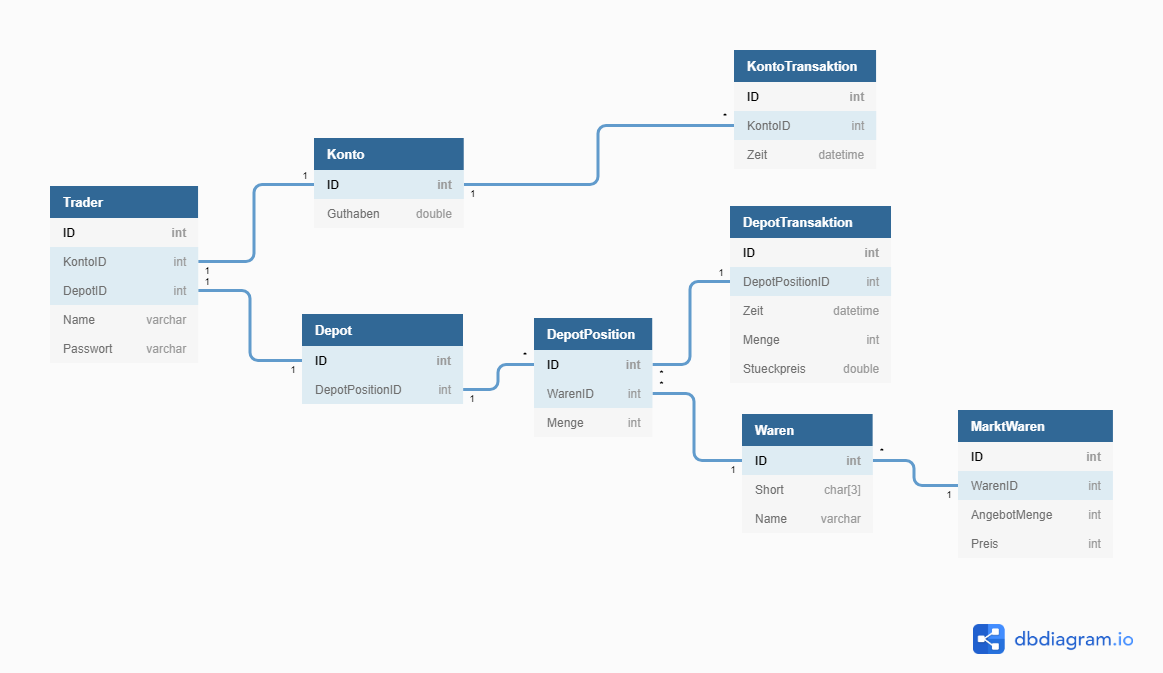 Trader
ID int
KontoID int
DepotID int
Name varchar
Passwort varchar
1
1
Konto
ID int
Guthaben double
1
1
Depot
ID int
DepotPositionID int
1
1
DepotPosition
ID int
WarenID int
Menge int
*
*
*
KontoTransaktion
ID int
KontoID int
Zeit datetime
*
DepotTransaktion
ID int
DepotPositionID int
Zeit datetime
Menge int
Stueckpreis double
1
Waren
ID int
Short char[3]
Name varchar
1
*
MarktWaren
ID int
WarenID int
AngebotMenge int
Preis int
1
dbdiagram.io